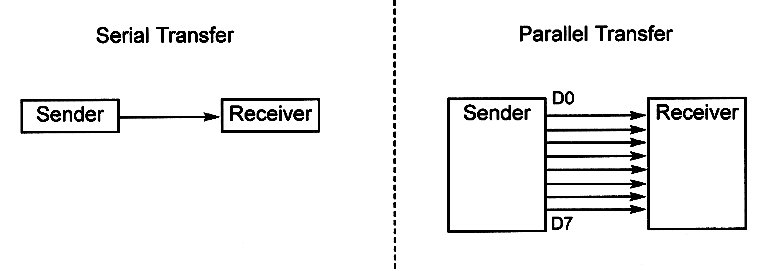 Serial Transfer
Sender
Receiver
Parallel Transfer
D0
Sender
Receiver
D7